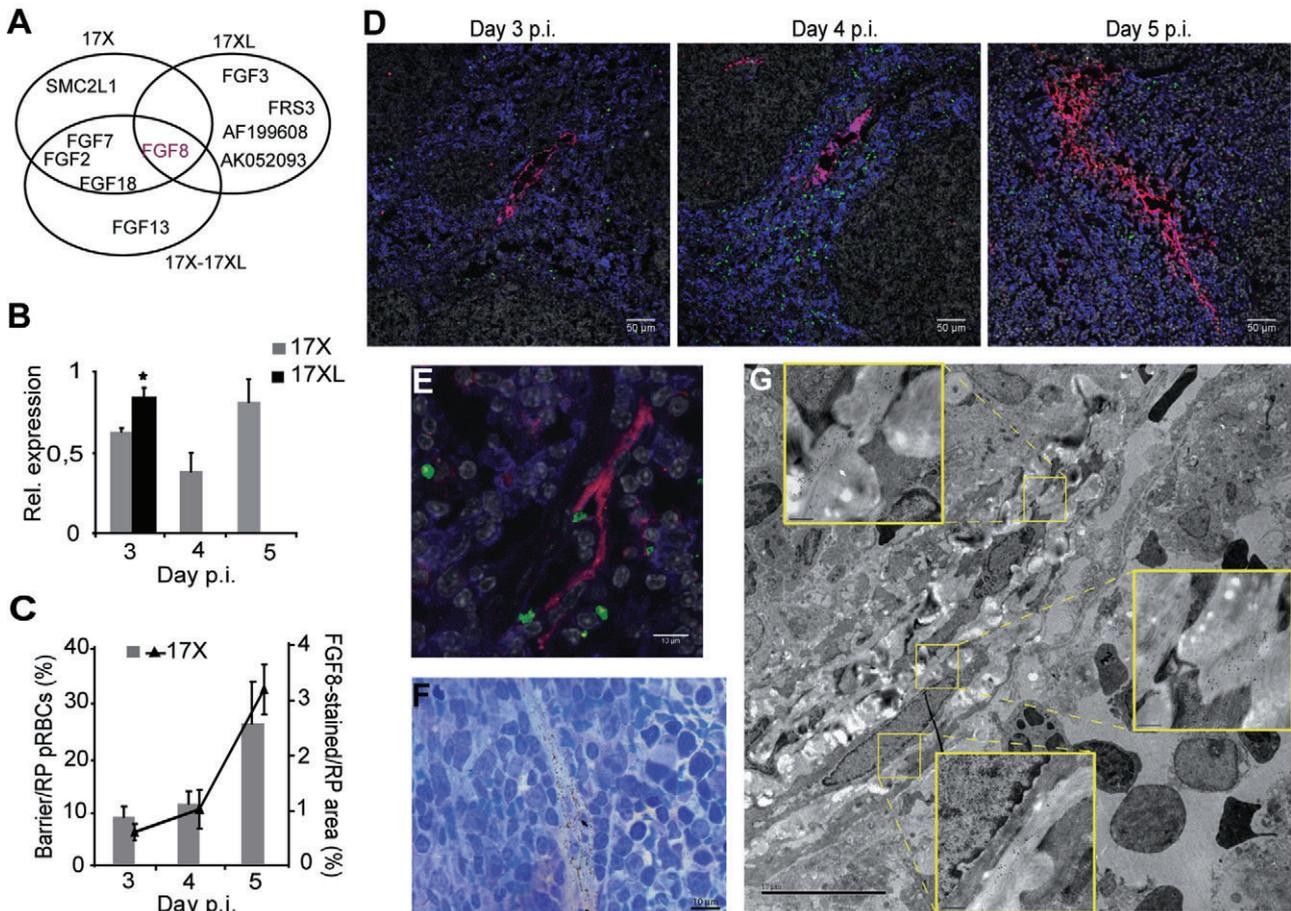 A
17X
17XL
SMC2L1
FGF3
FRS3
FGF7
FGF2
FGF8
AF199608
AK052093
FGF18
FGF13
17X-17XL
B
17X
17XL
Rel. expression
1
0,5
0
*
3
4
5
Day p.i.
C
17X
Barrier/RP pRBCs (%)
40
30
20
10
0
FGF8-stained/RP area (%)
4
3
2
1
0
3
4
5
Day p.i.
D
Day 3 p.i.
Day 4 p.i.
Day 5 p.i.
50 µm
50 µm
50 µm
E
10 µm
F
10 µm
G
10 µm